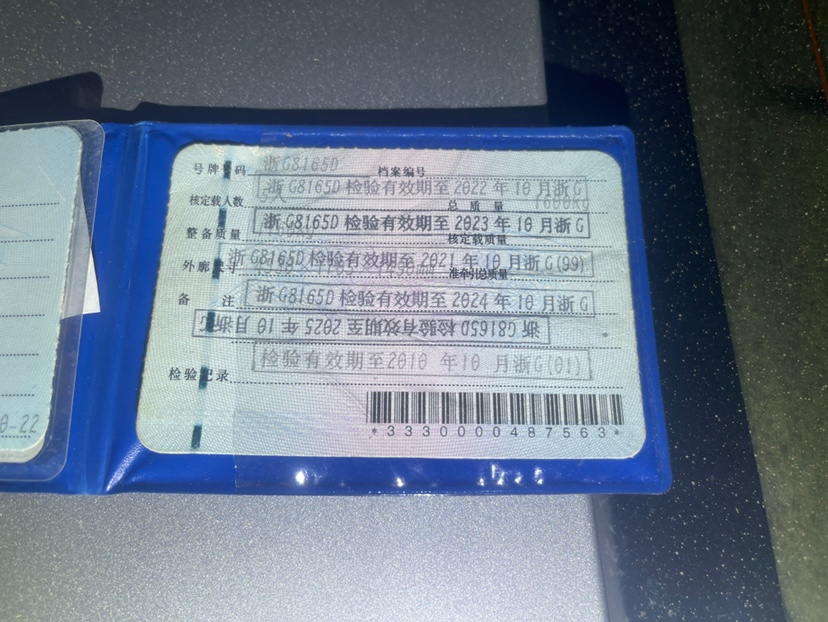 号牌号码 浙G8165D 档案编号
浙G8165D检验有效期至2022年10月浙G
核定载人数 总质量 1600kg
浙G8165D检验有效期至2023年10月浙G
整备质量 核定载质量
浙G8165D检验有效期至2021年10月浙G(99)
外廓尺寸 准牵引总质量
备注 浙G8165D检验有效期至2024年10月浙G
浙G8165D检验有效期至2025年10月浙G
检验有效期至2010年10月浙G(01)
检验记录
*3330000487563*
0-22